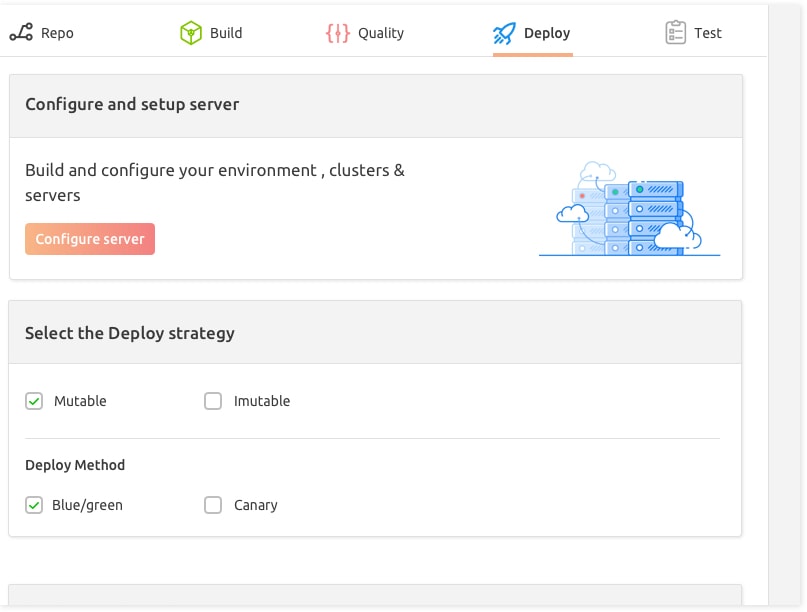 Repo
Build
Quality
Deploy
Test
Configure and setup server
Build and configure your environment , clusters &
servers
Configure server
Select the Deploy strategy
Mutable
Imutable
Deploy Method
Blue/green
Canary